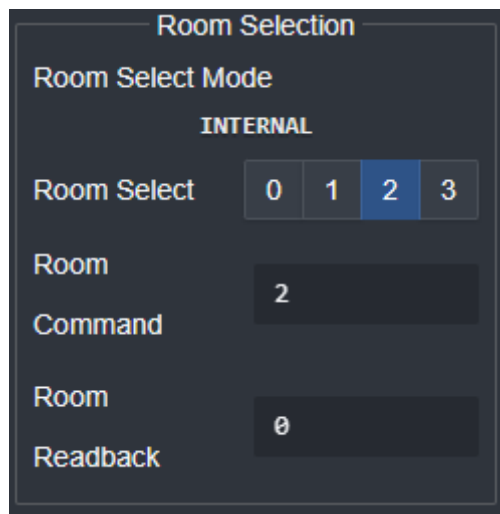 Room Selection
Room Select Mode
INTERNAL
Room Select 0 1 2 3
Room
Command
2
Room
Readback
0